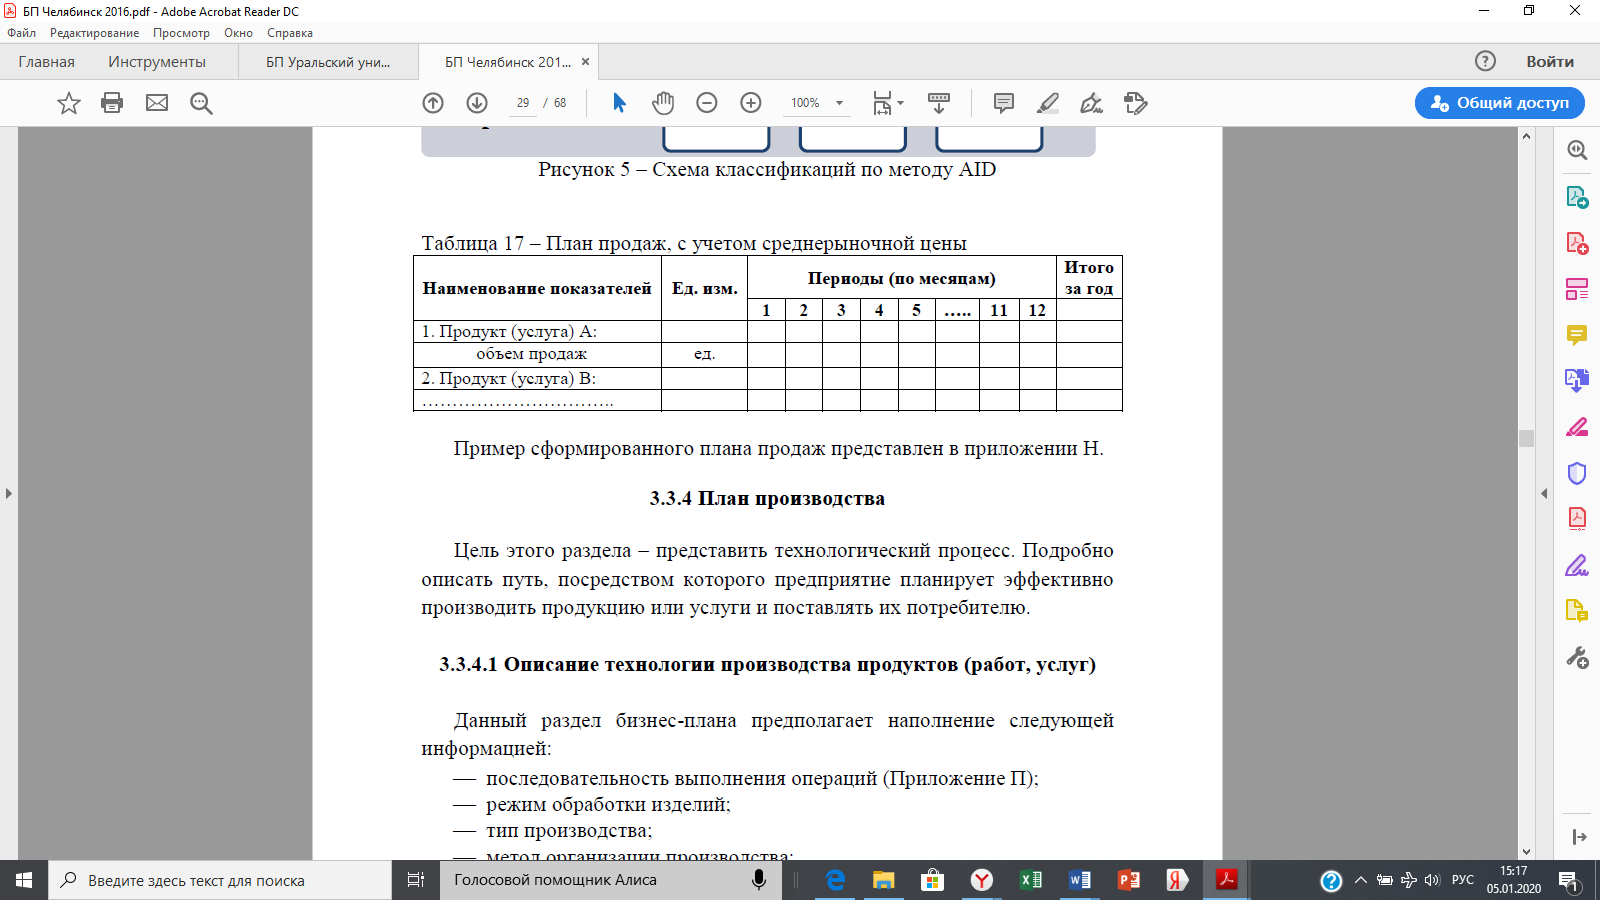 БП Челябинск 2016.pdf - Adobe Acrobat Reader DC
Файл Редактирование Просмотр Окно Справка
Главная Инструменты БП Уральский уни... БП Челябинск 201... Войти
29 / 68 100% Общий доступ
Рисунок 5 – Схема классификаций по методу AID
Таблица 17 – План продаж, с учетом среднерыночной цены
Наименование показателей Ед. изм. Периоды (по месяцам) Итого за год
1 2 3 4 5 ….. 11 12
1. Продукт (услуга) А:
объем продаж ед.
2. Продукт (услуга) В:
…………………………..
Пример сформированного плана продаж представлен в приложении Н.
3.3.4 План производства
Цель этого раздела – представить технологический процесс. Подробно
описать путь, посредством которого предприятие планирует эффективно
производить продукцию или услуги и поставлять их потребителю.
3.3.4.1 Описание технологии производства продуктов (работ, услуг)
Данный раздел бизнес-плана предполагает наполнение следующей
информацией:
— последовательность выполнения операций (Приложение П);
— режим обработки изделий;
— тип производства;
— метод организации производства;
Введите здесь текст для поиска
Голосовой помощник Алиса
РУС
15:17
05.01.2020
1